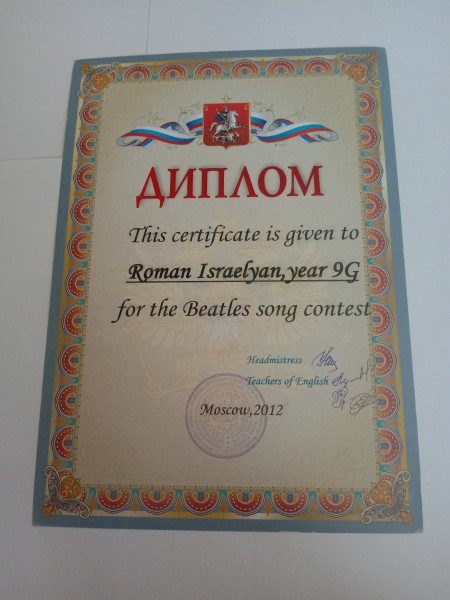 ДИПЛОМ
This certificate is given to
Roman Israelyan,year 9G
for the Beatles song contest
Headmistress
Teachers of English
Moscow,2012